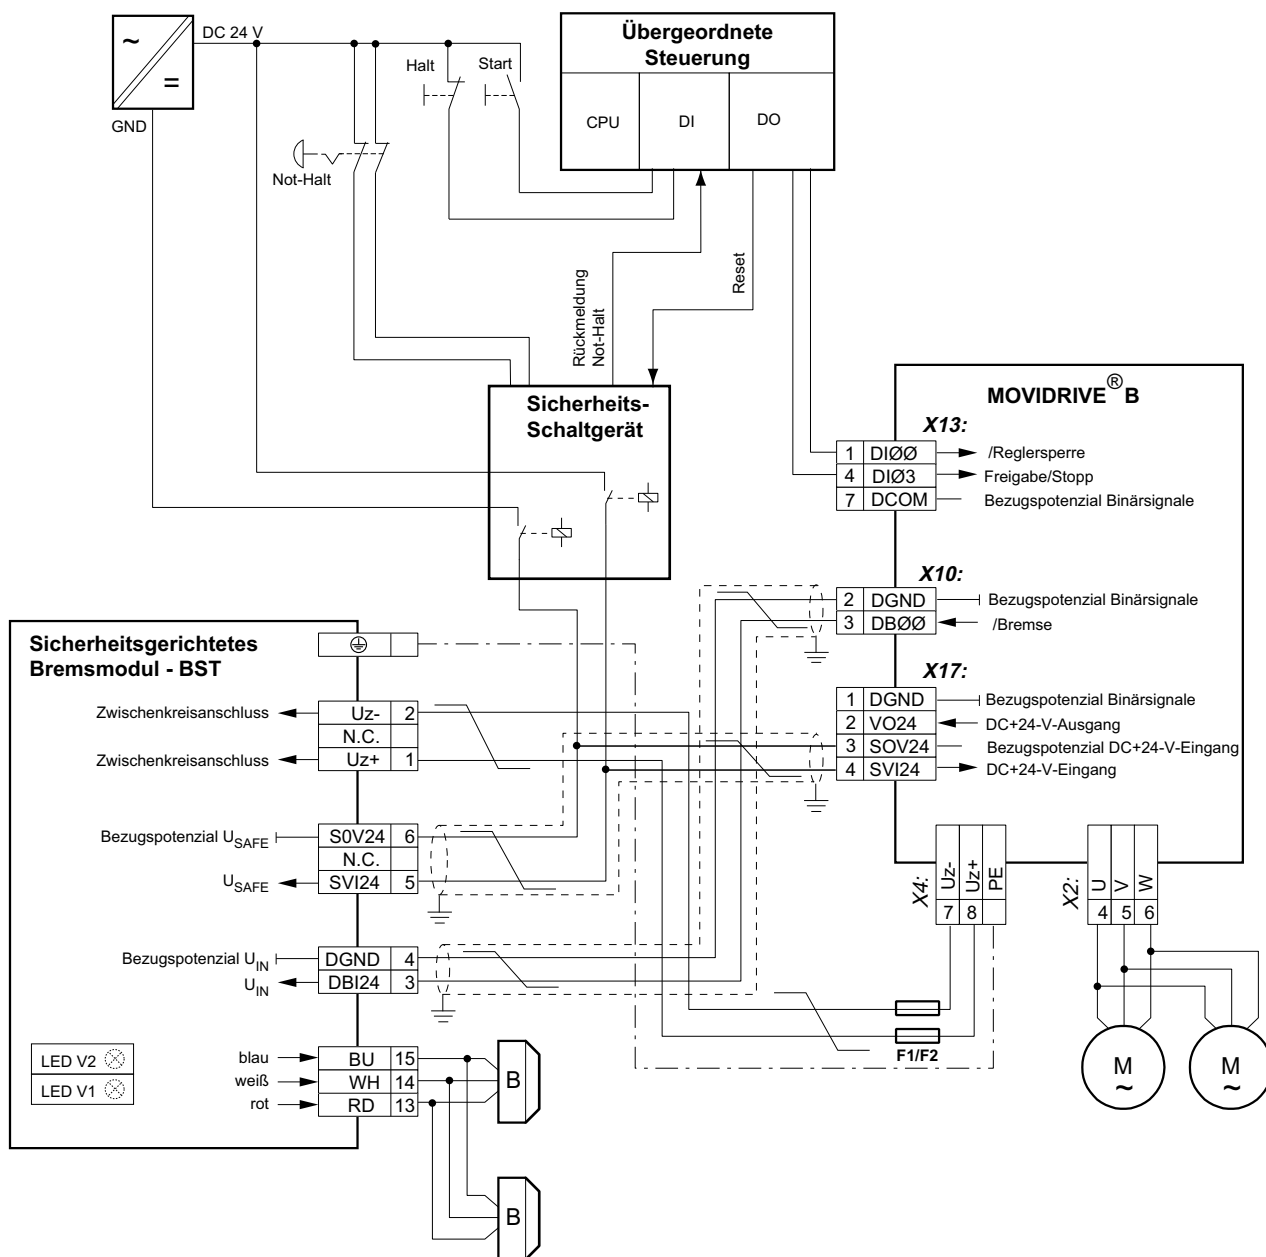 DC 24 V
~
=
GND
Halt
Start
Not-Halt
Übergeordnete
Steuerung
CPU
DI
DO
Rückmeldung
Not-Halt
Reset
Sicherheits-
Schaltgerät
MOVIDRIVE® B
X13:
1 DIØØ /Reglersperre
4 DIØ3 Freigabe/Stopp
7 DCOM Bezugspotenzial Binärsignale
X10:
2 DGND Bezugspotenzial Binärsignale
3 DBØØ /Bremse
X17:
1 DGND Bezugspotenzial Binärsignale
2 VO24 DC+24-V-Ausgang
3 SOV24 Bezugspotenzial DC+24-V-Eingang
4 SVI24 DC+24-V-Eingang
X4:
Uz- Uz+ PE
7 8
X2:
U V W
4 5 6
Sicherheitsgerichtetes
Bremsmodul - BST
Zwischenkreisanschluss Uz- 2
N.C.
Zwischenkreisanschluss Uz+ 1
Bezugspotenzial USAFE S0V24 6
N.C.
USAFE SVI24 5
Bezugspotenzial UIN DGND 4
UIN DBI24 3
F1/F2
LED V2
LED V1
blau BU 15
weiß WH 14
rot RD 13
B
B
M
~
M
~